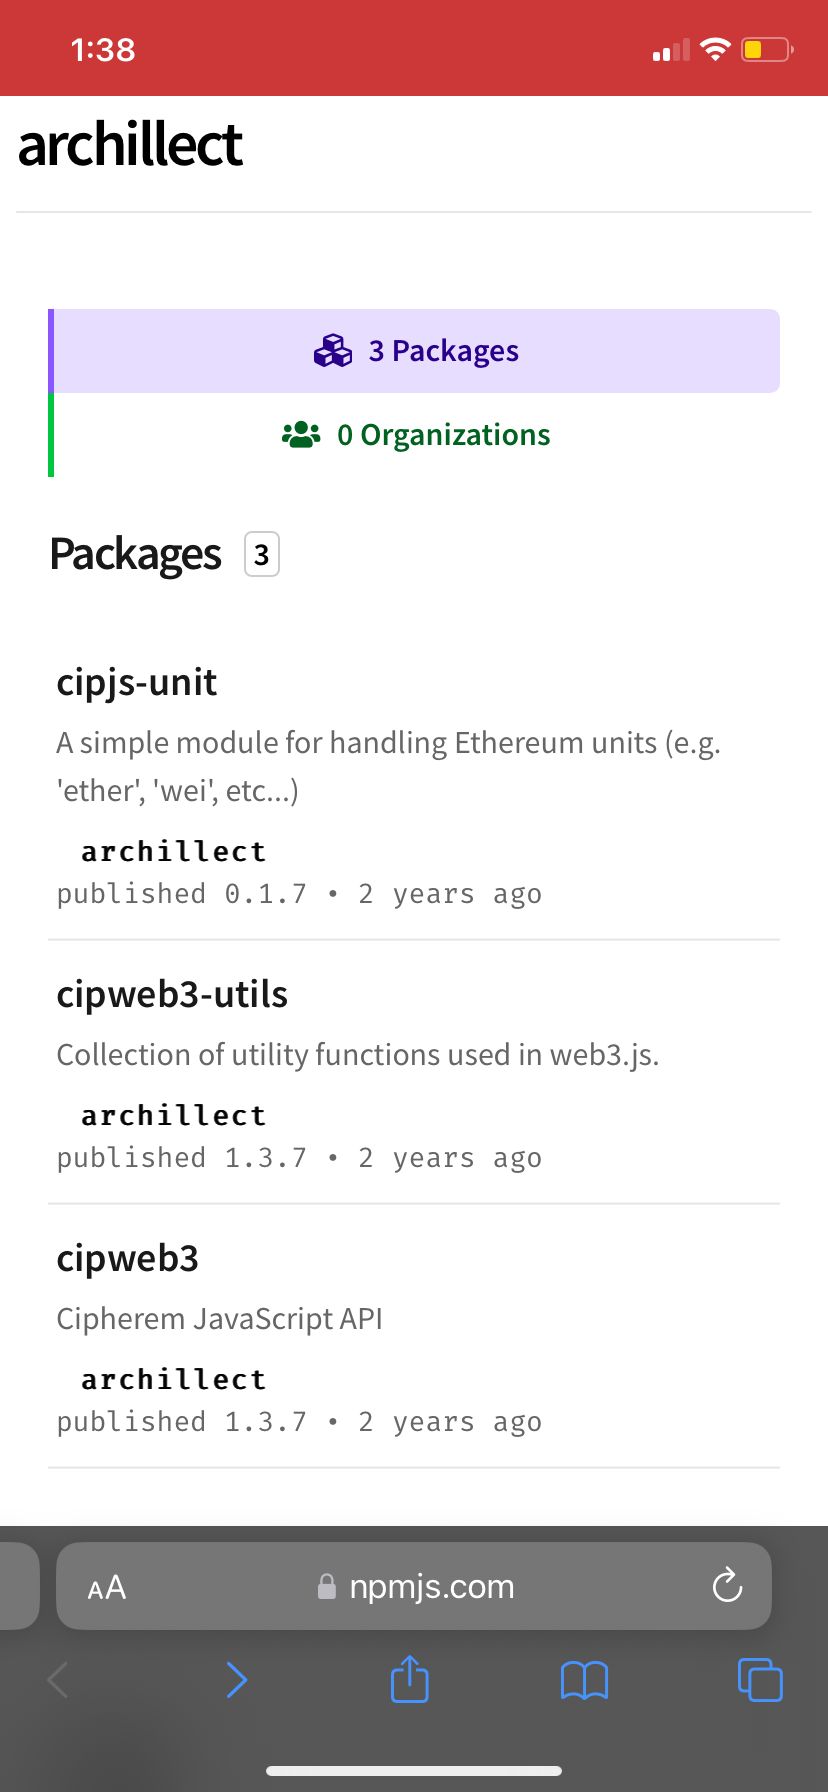 1:38
archillect
3 Packages
0 Organizations
Packages 3
cipjs-unit
A simple module for handling Ethereum units (e.g.
'ether', 'wei', etc...)
archillect
published 0.1.7 • 2 years ago
cipweb3-utils
Collection of utility functions used in web3.js.
archillect
published 1.3.7 • 2 years ago
cipweb3
Cipherem JavaScript API
archillect
published 1.3.7 • 2 years ago
AA npmjs.com